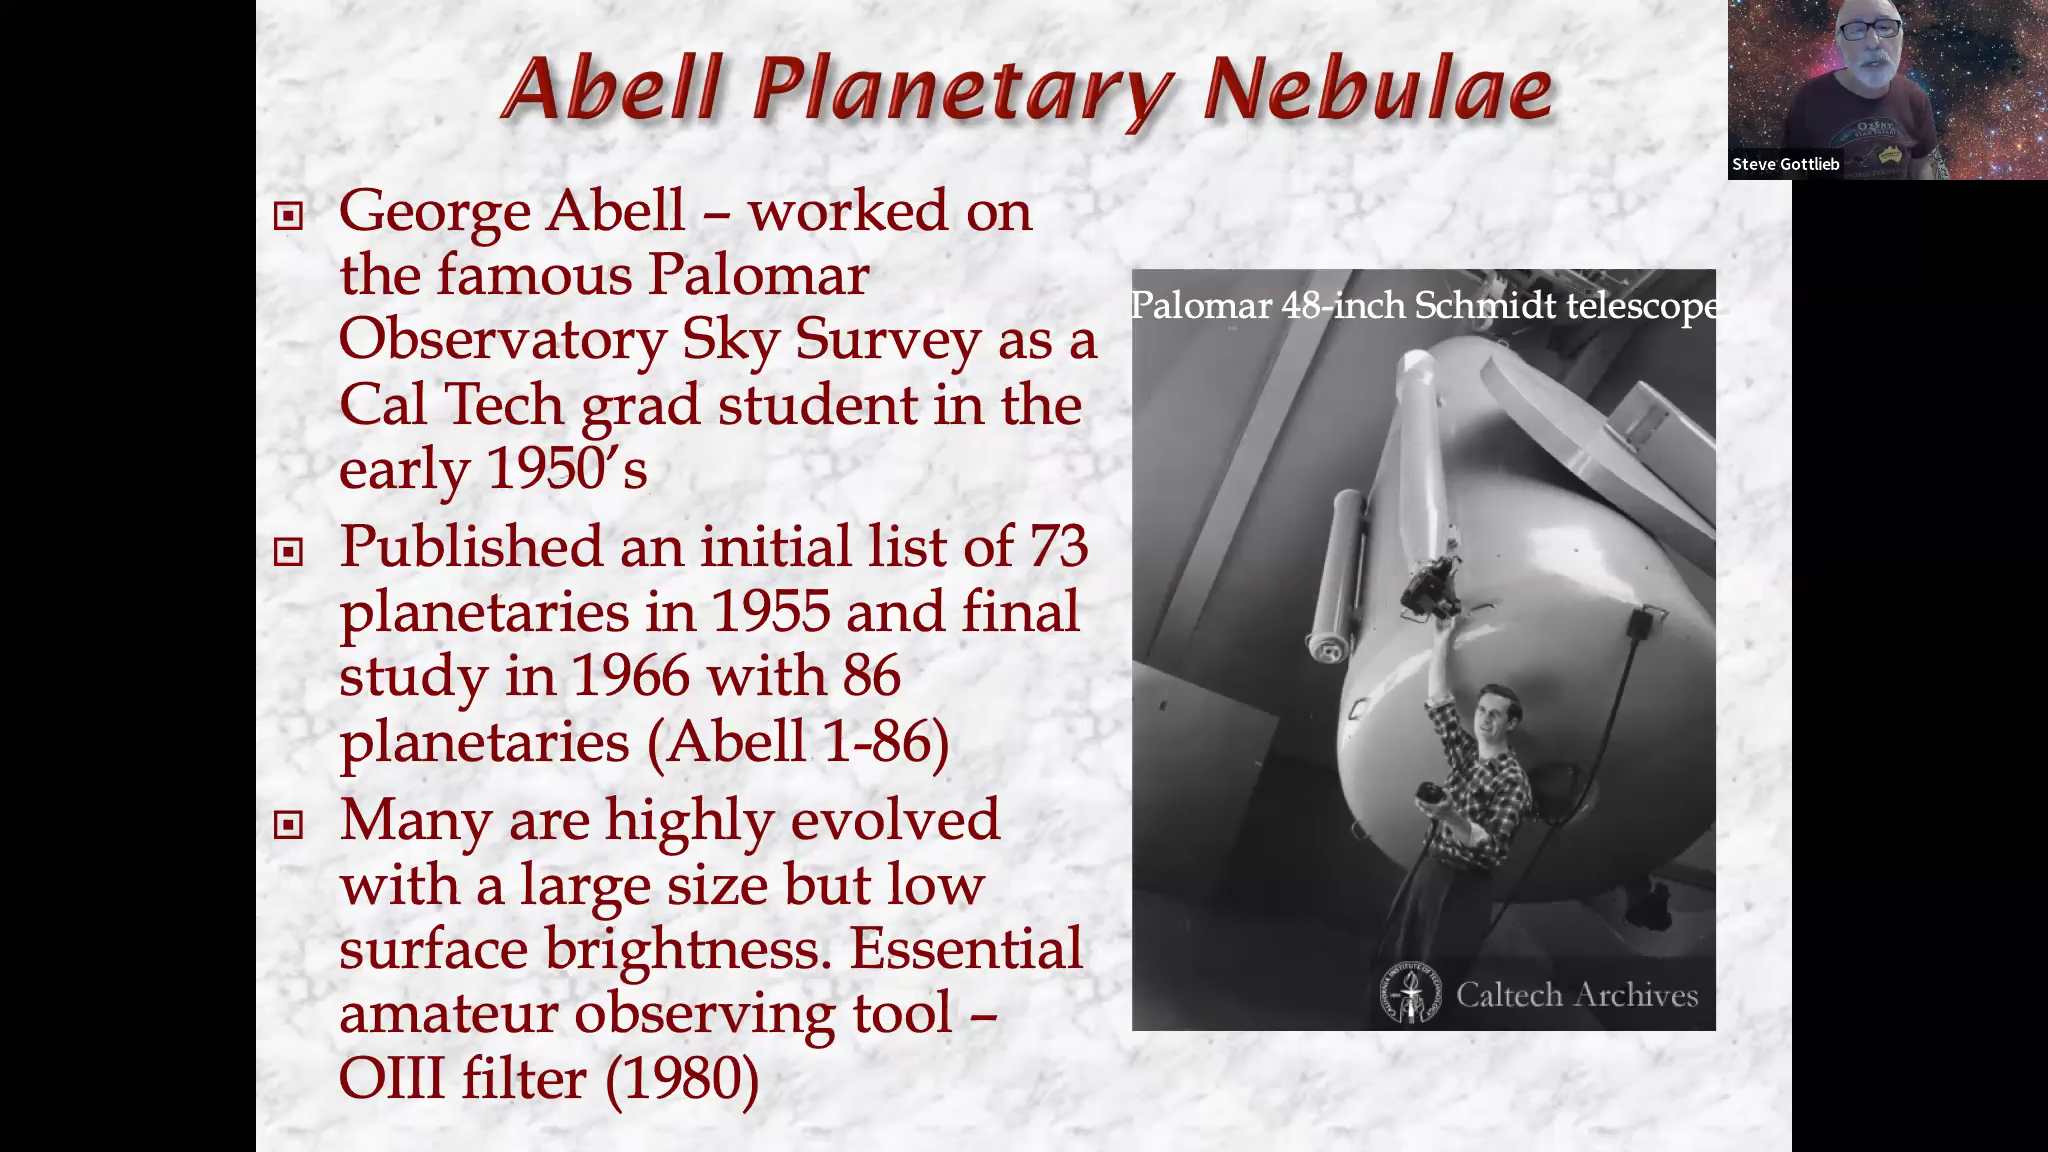 Abell Planetary Nebulae
Steve Gottlieb
George Abell – worked on
the famous Palomar
Observatory Sky Survey as a
Cal Tech grad student in the
early 1950’s
Published an initial list of 73
planetaries in 1955 and final
study in 1966 with 86
planetaries (Abell 1-86)
Many are highly evolved
with a large size but low
surface brightness. Essential
amateur observing tool –
OIII filter (1980)
Palomar 48-inch Schmidt telescope
Caltech Archives
OZSKY